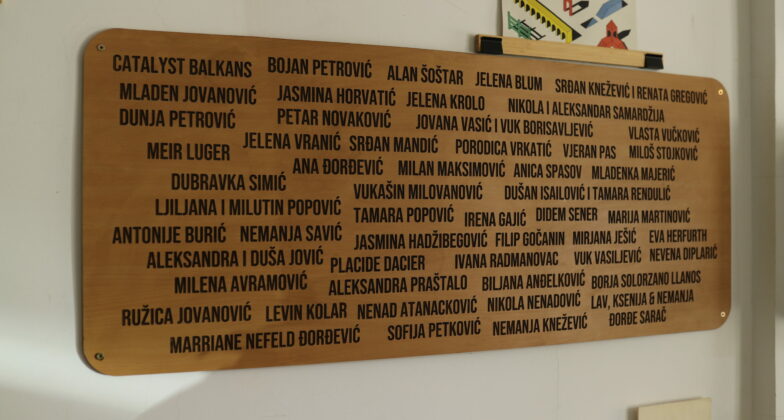 CATALYST BALKANS BOJAN PETROVIĆ ALAN ŠOŠTAR JELENA BLUM SRĐAN KNEŽEVIĆ I RENATA GREGOVIĆ
MLADEN JOVANOVIĆ JASMINA HORVATIĆ JELENA KROLO NIKOLA I ALEKSANDAR SAMARDŽIJA
DUNJA PETROVIĆ PETAR NOVAKOVIĆ JOVANA VASIĆ I VUK BORISAVLJEVIĆ VLASTA VUČKOVIĆ
MEIR LUGER JELENA VRANIĆ SRĐAN MANDIĆ PORODICA VRKATIĆ VJERAN PAS MILOŠ STOJKOVIĆ
ANA ĐORĐEVIĆ MILAN MAKSIMOVIĆ ANICA SPASOV MLADENKA MAJERIĆ
DUBRAVKA SIMIĆ VUKAŠIN MILOVANOVIĆ DUŠAN ISAILOVIĆ I TAMARA RENDULIĆ
LJILJANA I MILUTIN POPOVIĆ TAMARA POPOVIĆ IRENA GAJIĆ DIDEM SENER MARIJA MARTINOVIĆ
ANTONIJE BURIĆ NEMANJA SAVIĆ JASMINA HADŽIBEGOVIĆ FILIP GOČANIN MIRJANA JEŠIĆ EVA HERFURTH
ALEKSANDRA I DUŠA JOVIĆ PLACIDE DACIER IVANA RADMANOVAC VUK VASILJEVIĆ NEVENA DIPLARIĆ
MILENA AVRAMOVIĆ ALEKSANDRA PRAŠTALO BILJANA ANĐELKOVIĆ BORJA SOLORZANO LLANOS
RUŽICA JOVANOVIĆ LEVIN KOLAR NENAD ATANACKOVIĆ NIKOLA NENADOVIĆ LAV, KSENIJA & NEMANJA
MARRIANE NEFELD ĐORĐEVIĆ SOFIJA PETKOVIĆ NEMANJA KNEŽEVIĆ ĐORĐE SARAČ